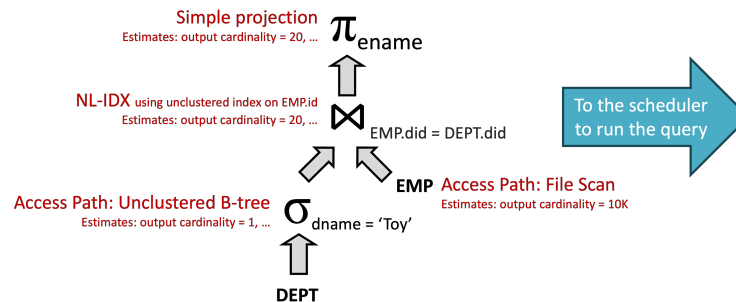 Simple projection
Estimates: output cardinality = 20, ...
π ename
NL-IDX using unclustered index on EMP.id
Estimates: output cardinality = 20, ...
⋈ EMP.did = DEPT.did
To the scheduler
to run the query
Access Path: Unclustered B-tree
Estimates: output cardinality = 1, ...
σ dname = ‘Toy’
EMP Access Path: File Scan
Estimates: output cardinality = 10K
DEPT